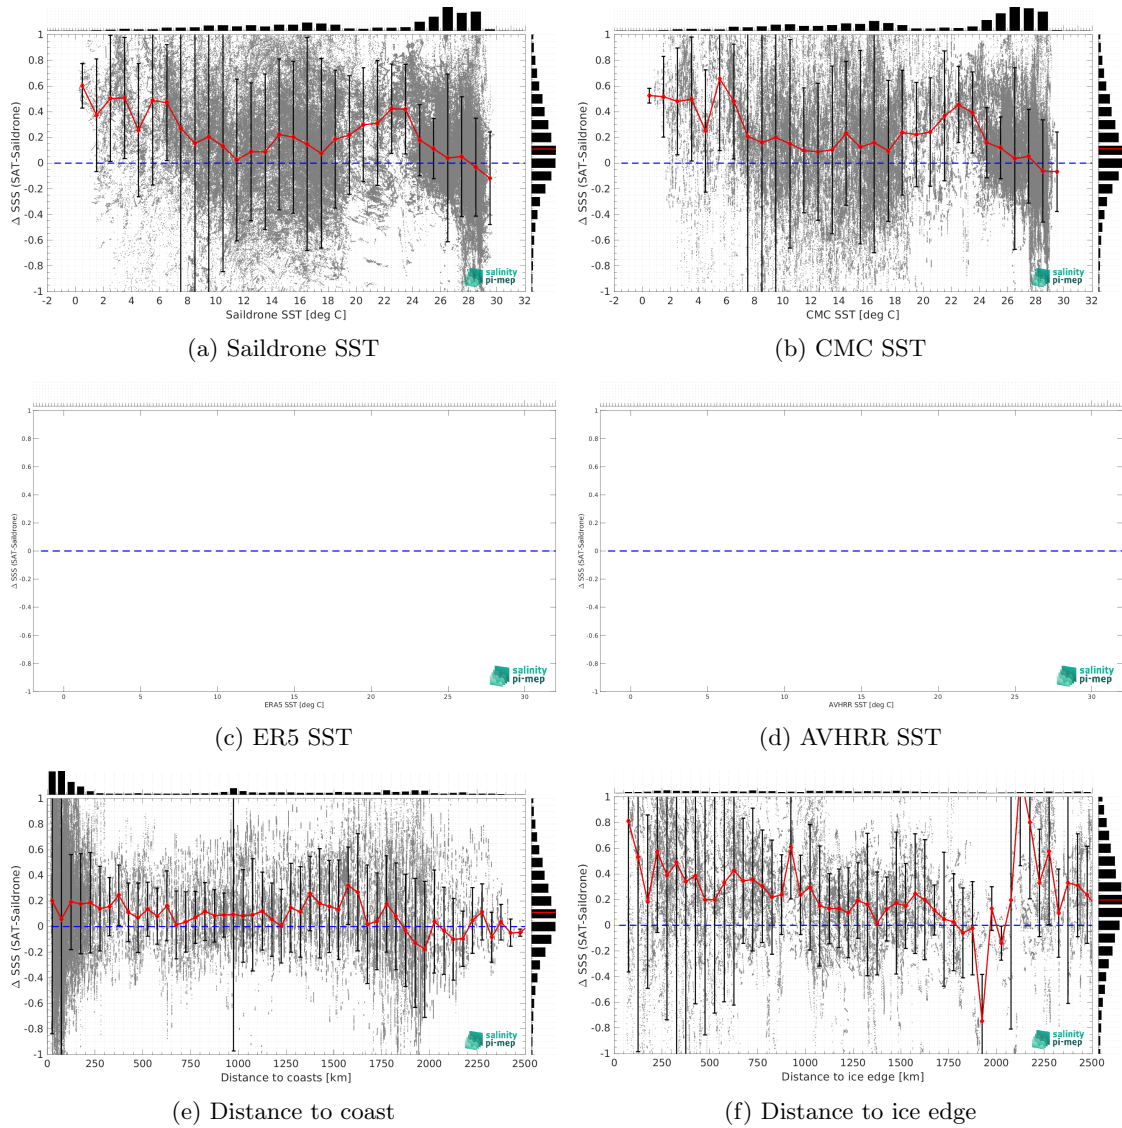 1
0.8
0.6
0.4
0.2
0
-0.2
-0.4
-0.6
-0.8
-1
Δ SSS (SAT-Saildrone)
-2 0 2 4 6 8 10 12 14 16 18 20 22 24 26 28 30 32
Saildrone SST [deg C]
salinity
pi-mep
(a) Saildrone SST
1
0.8
0.6
0.4
0.2
0
-0.2
-0.4
-0.6
-0.8
-1
Δ SSS (SAT-Saildrone)
-2 0 2 4 6 8 10 12 14 16 18 20 22 24 26 28 30 32
CMC SST [deg C]
salinity
pi-mep
(b) CMC SST
1
0.8
0.6
0.4
0.2
0
-0.2
-0.4
-0.6
-0.8
-1
Δ SSS (SAT-Saildrone)
0 5 10 15 20 25 30
ERA5 SST [deg C]
salinity
pi-mep
(c) ER5 SST
1
0.8
0.6
0.4
0.2
0
-0.2
-0.4
-0.6
-0.8
-1
Δ SSS (SAT-Saildrone)
0 5 10 15 20 25 30
AVHRR SST [deg C]
salinity
pi-mep
(d) AVHRR SST
1
0.8
0.6
0.4
0.2
0
-0.2
-0.4
-0.6
-0.8
-1
Δ SSS (SAT-Saildrone)
0 250 500 750 1000 1250 1500 1750 2000 2250 2500
Distance to coasts [km]
salinity
pi-mep
(e) Distance to coast
1
0.8
0.6
0.4
0.2
0
-0.2
-0.4
-0.6
-0.8
-1
Δ SSS (SAT-Saildrone)
0 250 500 750 1000 1250 1500 1750 2000 2250 2500
Distance to ice edge [km]
salinity
pi-mep
(f) Distance to ice edge